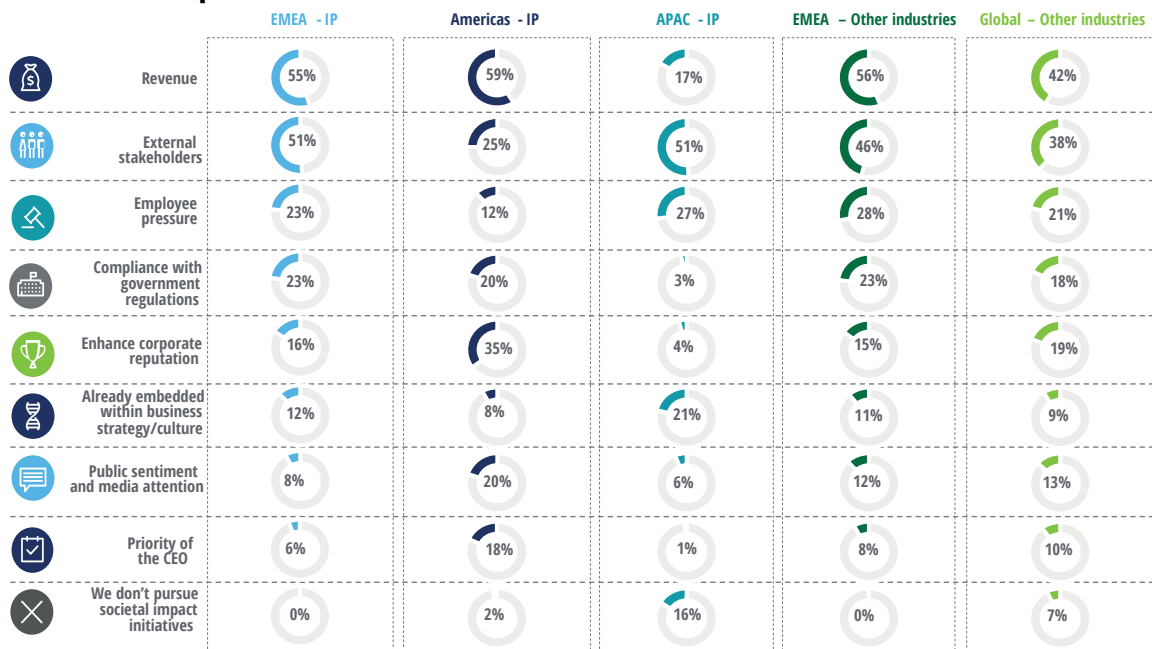 EMEA - IP
Americas - IP
APAC - IP
EMEA – Other industries
Global – Other industries
Revenue
55%
59%
17%
56%
42%
External
stakeholders
51%
25%
51%
46%
38%
Employee
pressure
23%
12%
27%
28%
21%
Compliance with
government
regulations
23%
20%
3%
23%
18%
Enhance corporate
reputation
16%
35%
4%
15%
19%
Already embedded
within business
strategy/culture
12%
8%
21%
11%
9%
Public sentiment
and media attention
8%
20%
6%
12%
13%
Priority of
the CEO
6%
18%
1%
8%
10%
We don't pursue
societal impact
initiatives
0%
2%
16%
0%
7%